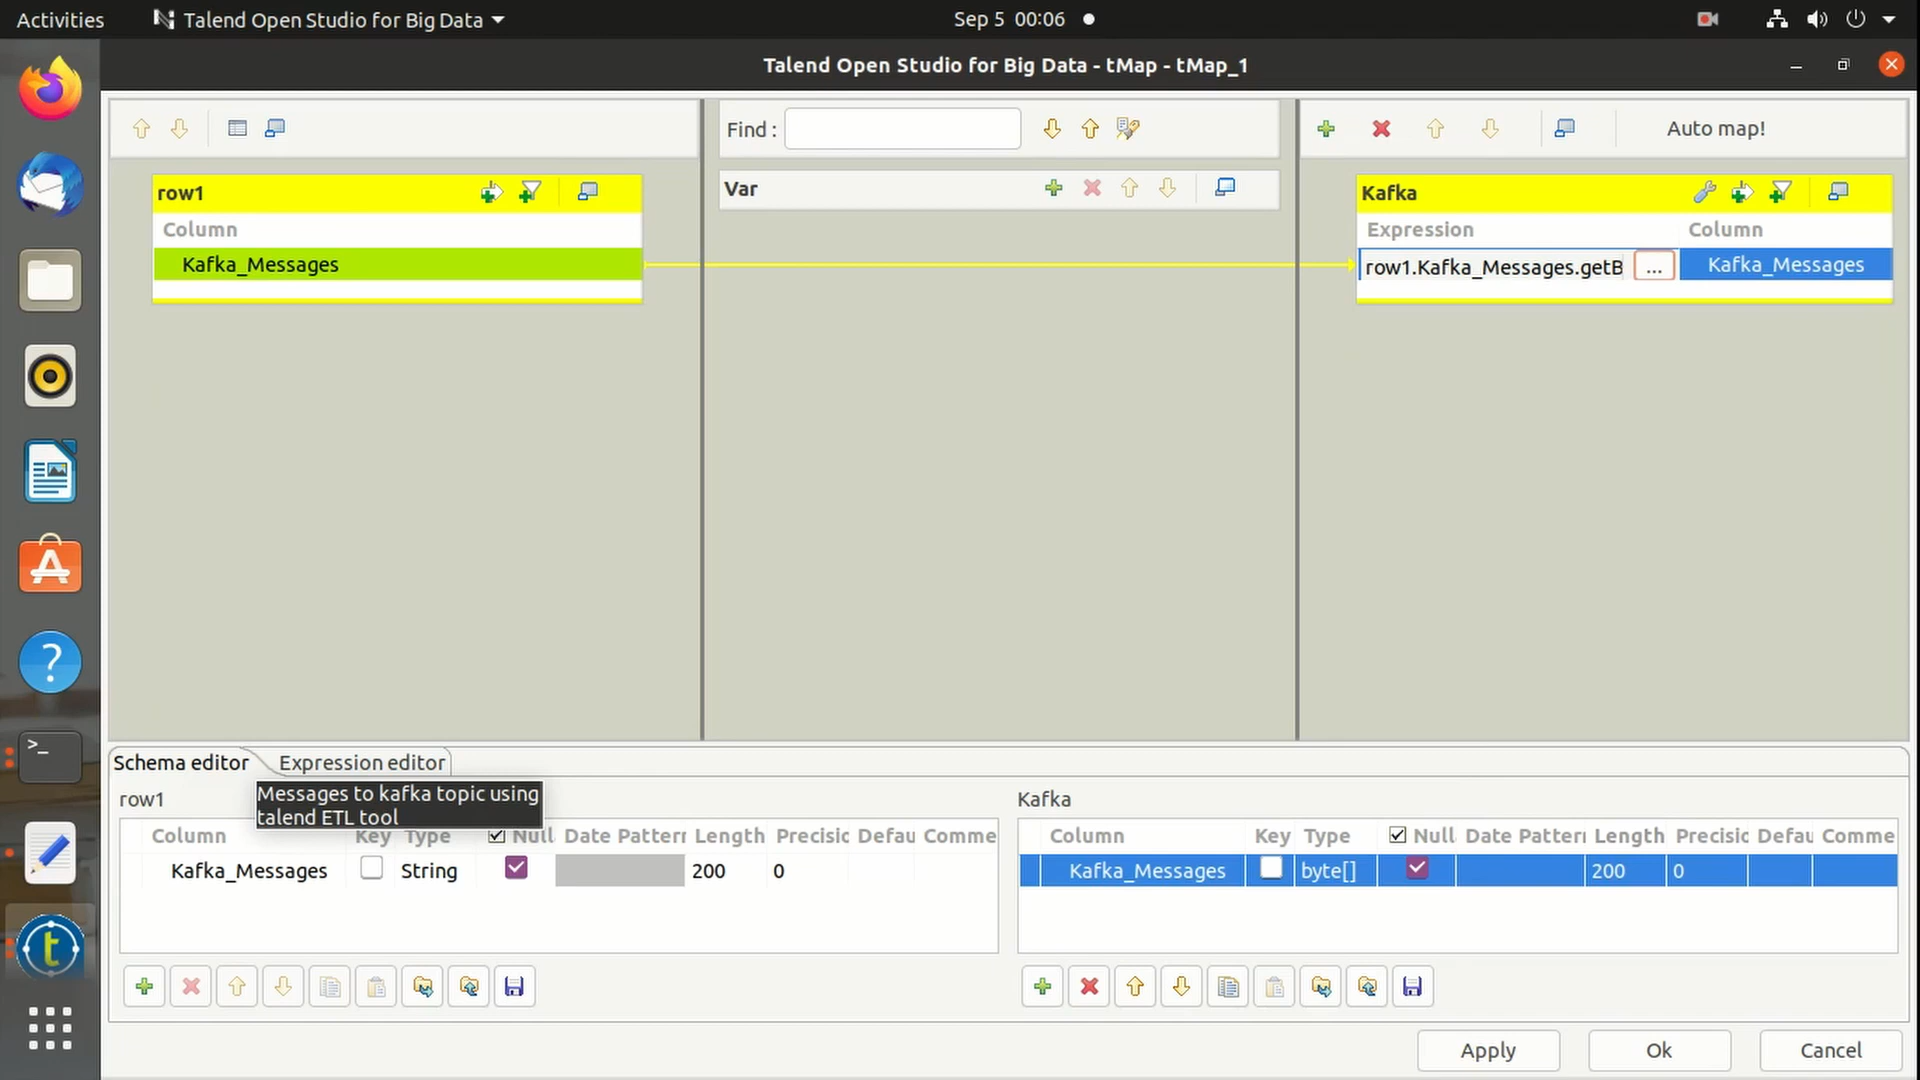 Activities
Talend Open Studio for Big Data
Sep 5 00:06
Talend Open Studio for Big Data - tMap - tMap_1
Find :
Auto map!
row1
Var
Kafka
Column
Expression
Column
Kafka_Messages
row1.Kafka_Messages.getB
...
Kafka_Messages
Schema editor
Expression editor
row1
Messages to kafka topic using
talend ETL tool
Kafka
Column
Key
Type
Null
Date Pattern
Length
Precisic
Defau
Comme
Column
Key
Type
Null
Date Pattern
Length
Precisic
Defau
Comme
Kafka_Messages
String
200
0
Kafka_Messages
byte[]
200
0
Apply
Ok
Cancel